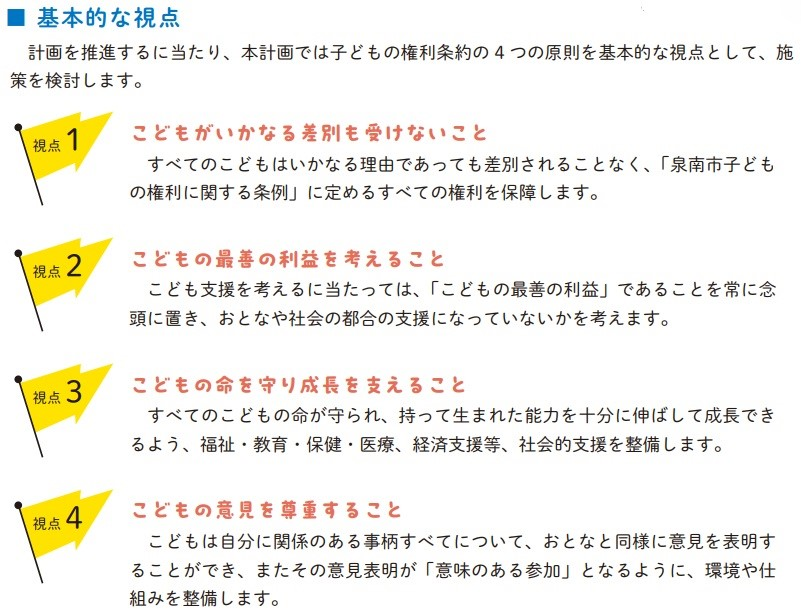 ■ 基本的な視点
計画を推進するに当たり、本計画では子どもの権利条約の4つの原則を基本的な視点として、施
策を検討します。
視点1
こどもがいかなる差別も受けないこと
すべてのこどもはいかなる理由であっても差別されることなく、「泉南市子ども
の権利に関する条例」に定めるすべての権利を保障します。
視点2
こどもの最善の利益を考えること
こども支援を考えるに当たっては、「こどもの最善の利益」であることを常に念
頭に置き、おとなや社会の都合の支援になっていないかを考えます。
視点3
こどもの命を守り成長を支えること
すべてのこどもの命が守られ、持って生まれた能力を十分に伸ばして成長でき
るよう、福祉・教育・保健・医療、経済支援等、社会的支援を整備します。
視点4
こどもの意見を尊重すること
こどもは自分に関係のある事柄すべてについて、おとなと同様に意見を表明す
ることができ、またその意見表明が「意味のある参加」となるように、環境や仕
組みを整備します。